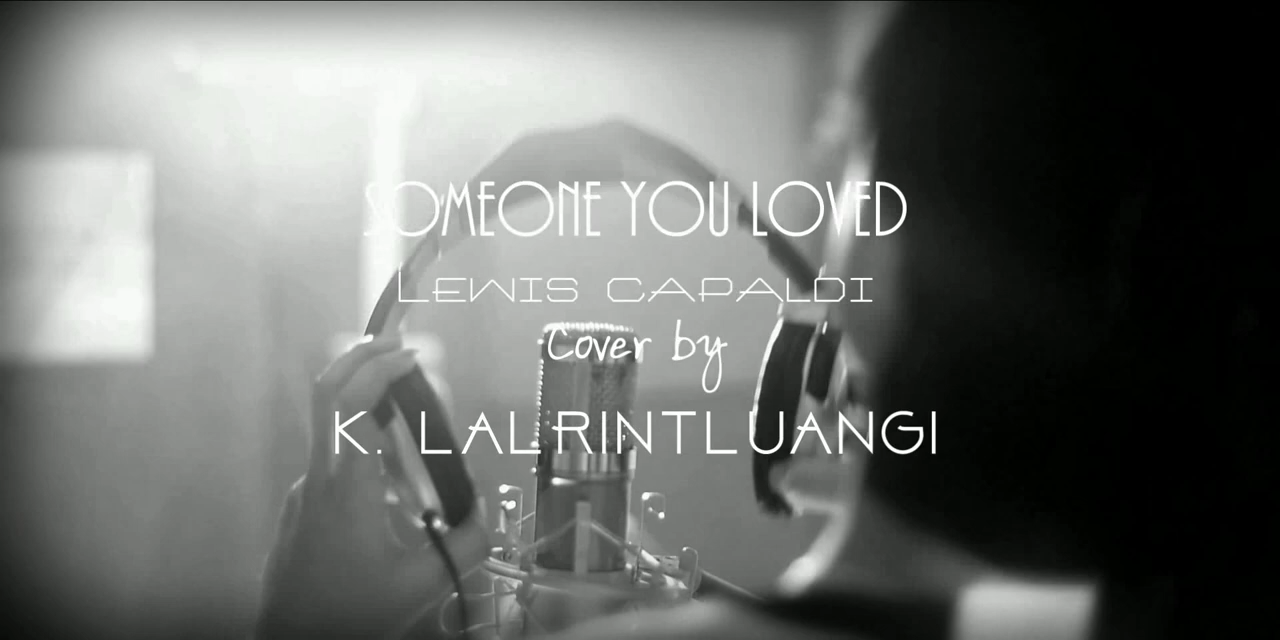 SOMEONE YOU LOVED
LEWIS CAPALDI
Cover by
K. LALRINTLUANGI